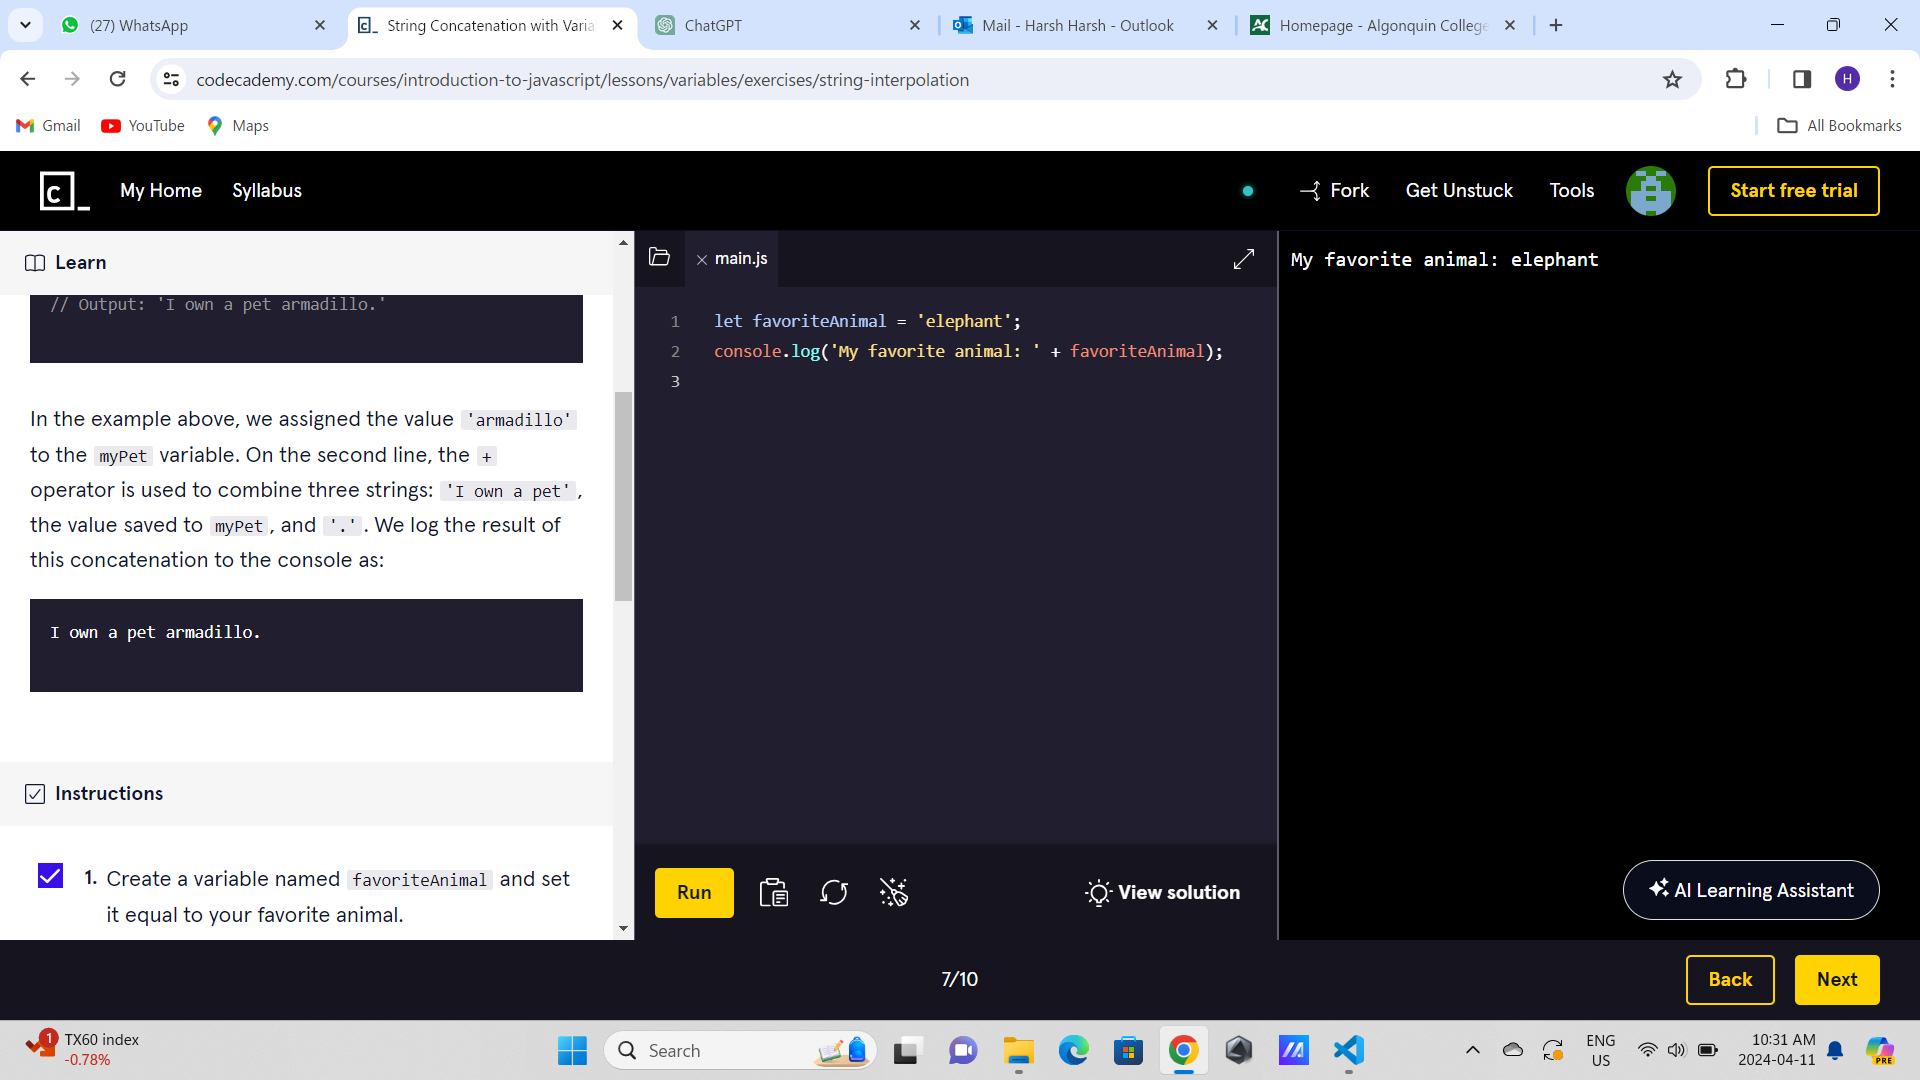 (27) WhatsApp
String Concatenation with Varia
ChatGPT
Mail - Harsh Harsh - Outlook
Homepage - Algonquin College
codecademy.com/courses/introduction-to-javascript/lessons/variables/exercises/string-interpolation
H
Gmail
YouTube
Maps
All Bookmarks
c_
My Home
Syllabus
Fork
Get Unstuck
Tools
Start free trial
Learn
// Output: 'I own a pet armadillo.'
In the example above, we assigned the value 'armadillo'
to the myPet variable. On the second line, the +
operator is used to combine three strings: 'I own a pet',
the value saved to myPet, and '.'. We log the result of
this concatenation to the console as:
I own a pet armadillo.
Instructions
1. Create a variable named favoriteAnimal and set
it equal to your favorite animal.
main.js
1 let favoriteAnimal = 'elephant';
2 console.log('My favorite animal: ' + favoriteAnimal);
3
Run
View solution
My favorite animal: elephant
AI Learning Assistant
7/10
Back
Next
1
TX60 index
-0.78%
Search
ENG
US
10:31 AM
2024-04-11
PRE